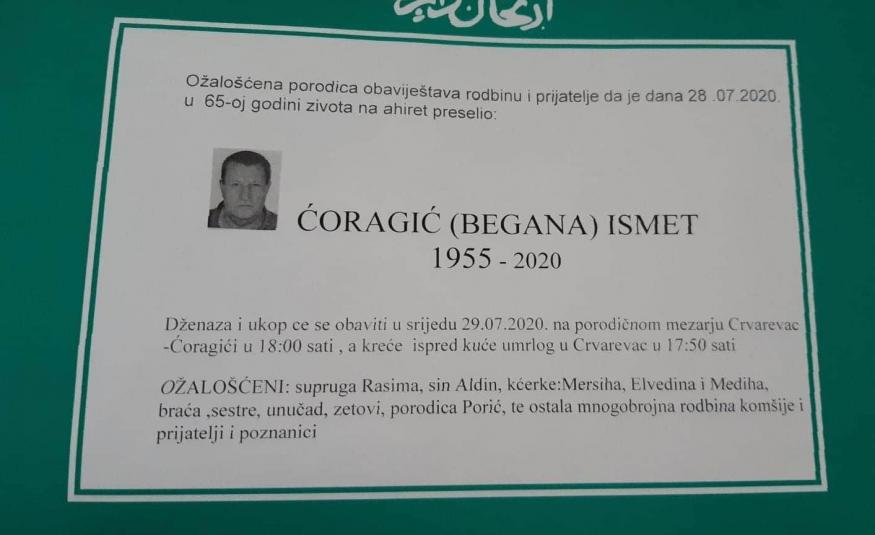 Ožalošćena porodica obaviještava rodbinu i prijatelje da je dana 28 .07.2020.
u 65-oj godini zivota na ahiret preselio:
ĆORAGIĆ (BEGANA) ISMET
1955 - 2020
Dženaza i ukop ce se obaviti u srijedu 29.07.2020. na porodičnom mezarju Crvarevac
-Ćoragići u 18:00 sati , a kreće ispred kuće umrlog u Crvarevac u 17:50 sati
OŽALOŠĆENI: supruga Rasima, sin Aldin, kćerke:Mersiha, Elvedina i Mediha,
braća ,sestre, unučad, zetovi, porodica Porić, te ostala mnogobrojna rodbina komšije i
prijatelji i poznanici